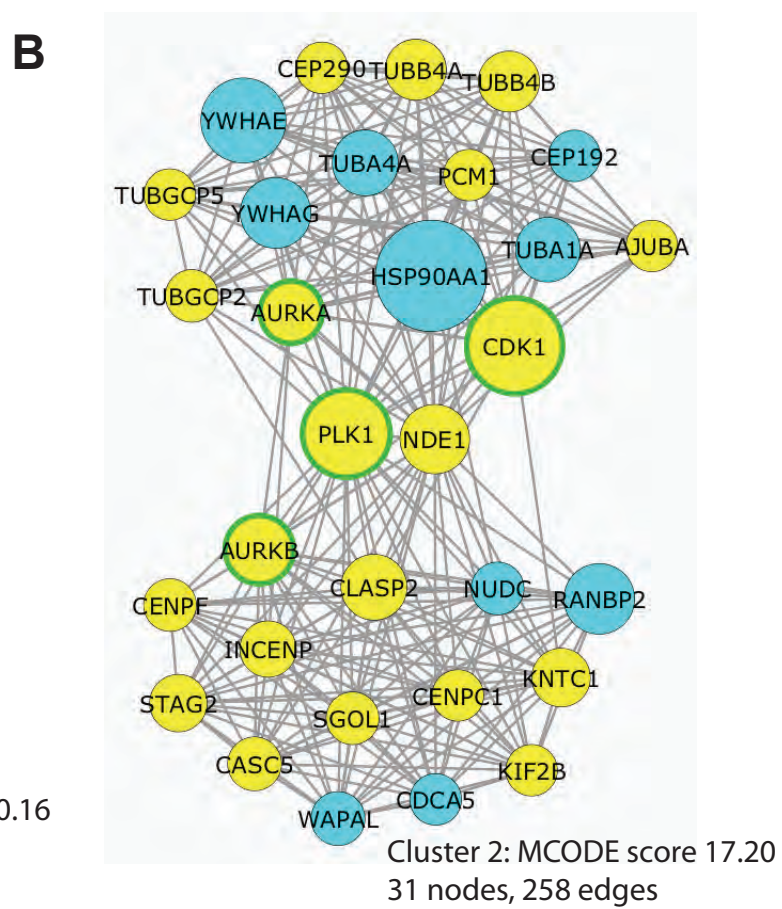 B
CEP290 TUBB4A TUBB4B
YWHAE
TUBA4A PCM1 CEP192
TUBGCP5 YWHAG
HSP90AA1 TUBA1A AJUBA
TUBGCP2 AURKA
CDK1
PLK1 NDE1
AURKB
CLASP2 NUDC RANBP2
CENPF
INCENP
STAG2 SGOL1 CENPC1 KNTC1
CASC5 KIF2B
WAPAL CDCA5
0.16
Cluster 2: MCODE score 17.20
31 nodes, 258 edges